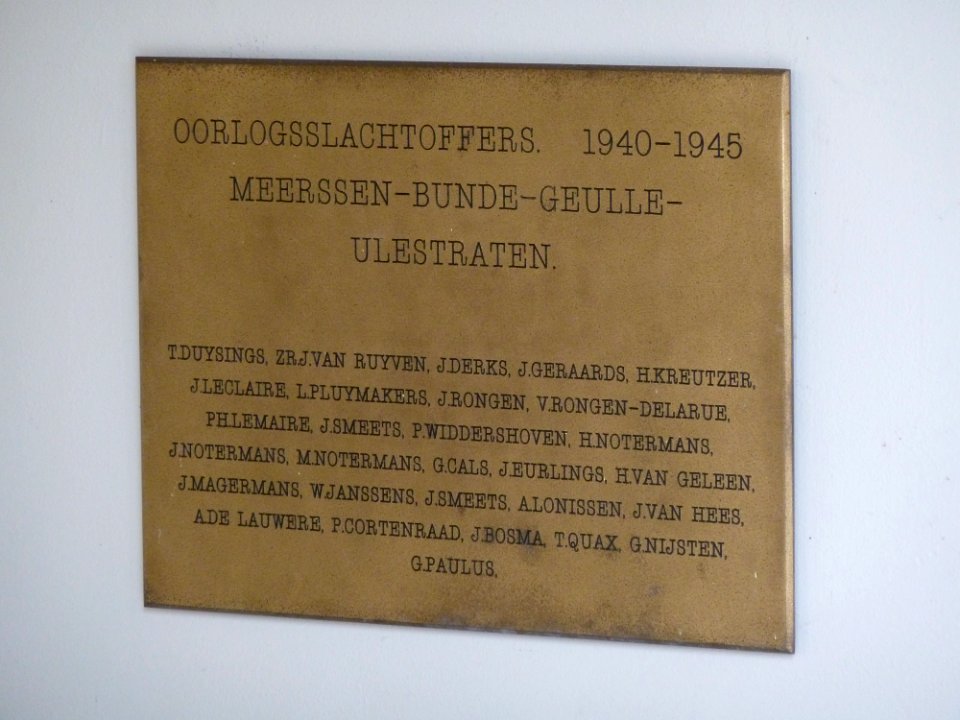 OORLOGSSLACHTOFFERS. 1940-1945
MEERSSEN-BUNDE-GEULLE-
ULESTRATEN.
T.DUYSINGS, ZR.J.VAN RUYVEN, J.DERKS, J.GERAARDS, H.KREUTZER,
J.LECLAIRE, L.PLUYMAKERS, J.RONGEN, V.RONGEN-DELARUE,
PH.LEMAIRE, J.SMEETS, P.WIDDERSHOVEN, H.NOTERMANS,
J.NOTERMANS, M.NOTERMANS, G.CALS, J.EURLINGS, H.VAN GELEEN,
J.MAGERMANS, W.JANSSENS, J.SMEETS, A.LONISSEN, J.VAN HEES,
A.DE LAUWERE, P.CORTENRAAD, J.BOSMA, T.QUAX, G.NIJSTEN,
G.PAULUS,